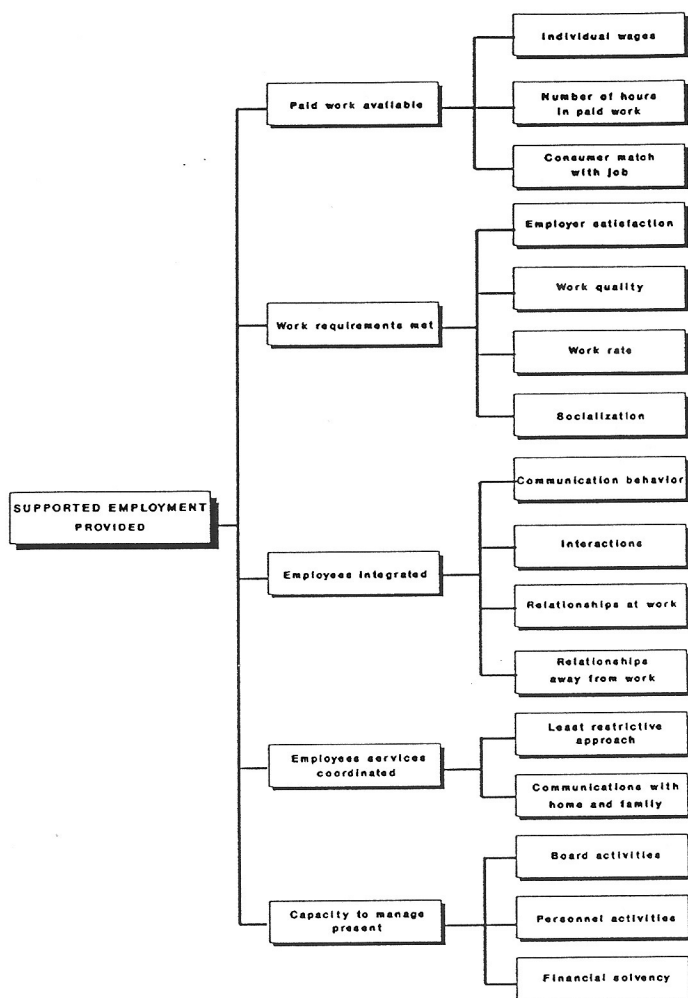 Individual wages
Paid work available
Number of hours
in paid work
Consumer match
with job
Employer satisfaction
Work quality
Work requirements met
Work rate
Socialization
SUPPORTED EMPLOYMENT
PROVIDED
Communication behavior
Interactions
Employees integrated
Relationships at work
Relationships
away from work
Least restrictive
approach
Employees services
coordinated
Communications with
home and family
Board activities
Capacity to manage
present
Personnel activities
Financial solvency